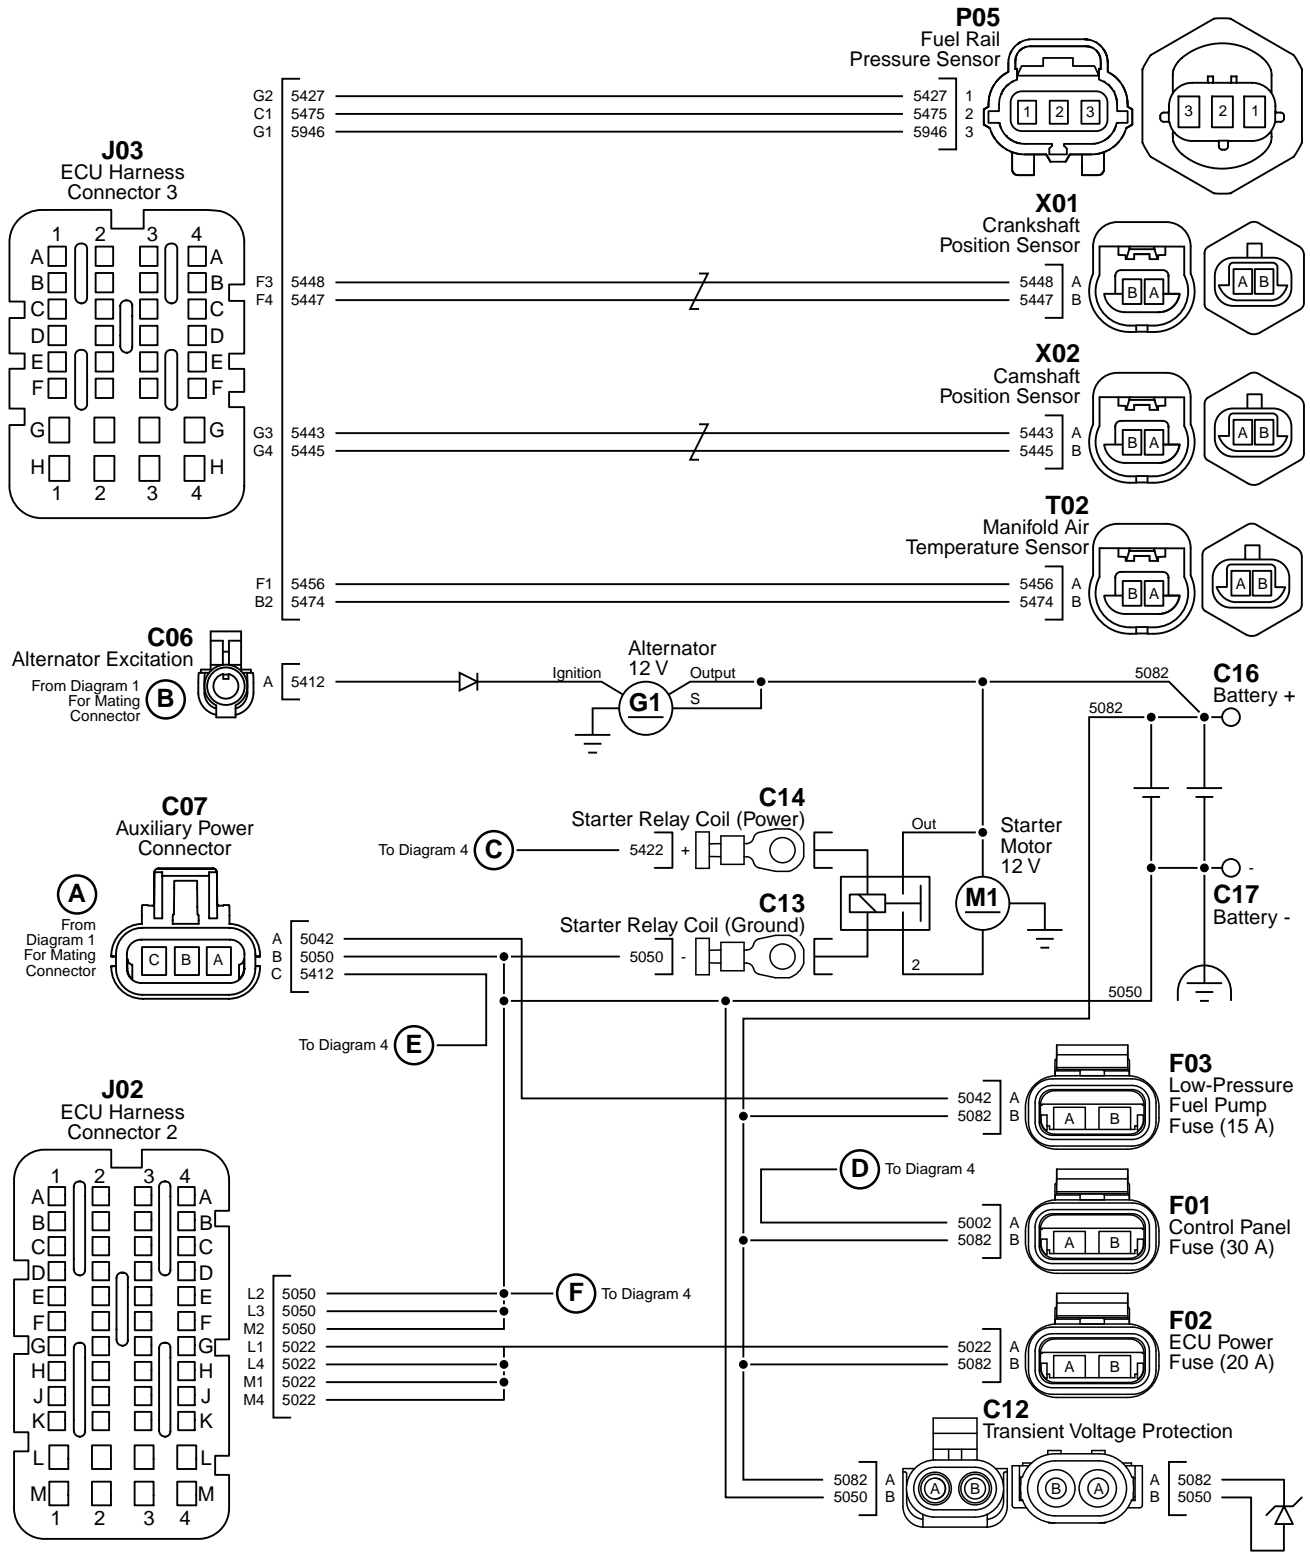 P05
Fuel Rail
Pressure Sensor
G2 5427 5427 1
C1 5475 5475 2
G1 5946 5946 3
1 2 3
3 2 1
J03
ECU Harness
Connector 3
1 2 3 4
A A
B B
C C
D D
E E
F F
G G
H H
1 2 3 4
X01
Crankshaft
Position Sensor
F3 5448 5448 A
F4 5447 5447 B
B A
A B
X02
Camshaft
Position Sensor
G3 5443 5443 A
G4 5445 5445 B
B A
A B
T02
Manifold Air
Temperature Sensor
F1 5456 5456 A
B2 5474 5474 B
B A
A B
C06
Alternator Excitation
From Diagram 1
For Mating
Connector
B
A 5412
Ignition
Alternator
12 V
G1
Output
S
5082
5082
C16
Battery +
C07
Auxiliary Power
Connector
A
From
Diagram 1
For Mating
Connector
C B A
A 5042
B 5050
C 5412
To Diagram 4 E
C14
Starter Relay Coil (Power)
To Diagram 4 C
5422 +
C13
Starter Relay Coil (Ground)
5050 -
Out
2
Starter
Motor
12 V
M1
-
C17
Battery -
5050
F03
Low-Pressure
Fuel Pump
Fuse (15 A)
5042 A
5082 B
A B
D To Diagram 4
F01
Control Panel
Fuse (30 A)
5002 A
5082 B
A B
J02
ECU Harness
Connector 2
1 2 3 4
A A
B B
C C
D D
E E
F F
G G
H H
J J
K K
L L
M M
1 2 3 4
L2 5050
L3 5050
M2 5050
L1 5022
L4 5022
M1 5022
M4 5022
F To Diagram 4
F02
ECU Power
Fuse (20 A)
5022 A
5082 B
A B
C12
Transient Voltage Protection
5082 A
5050 B
A B
B A
A 5082
B 5050